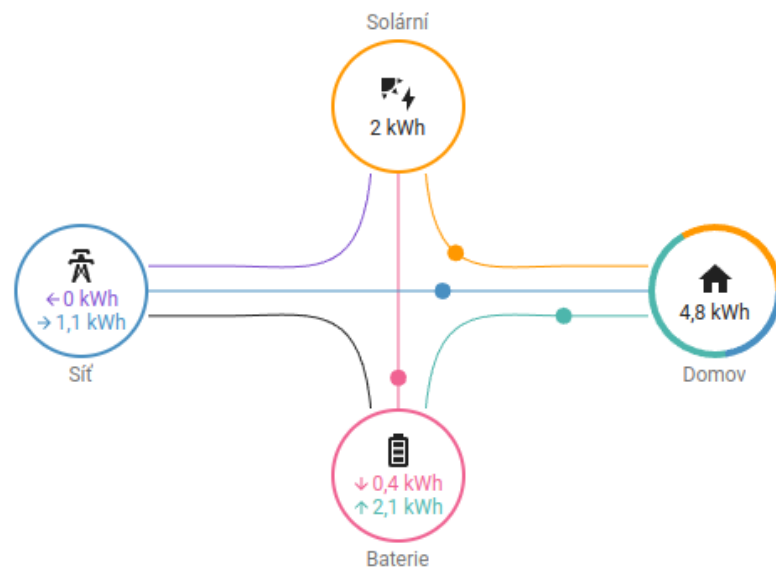 Solární
2 kWh
←0 kWh
→ 1,1 kWh
Síť
4,8 kWh
Domov
↓ 0,4 kWh
↑ 2,1 kWh
Baterie